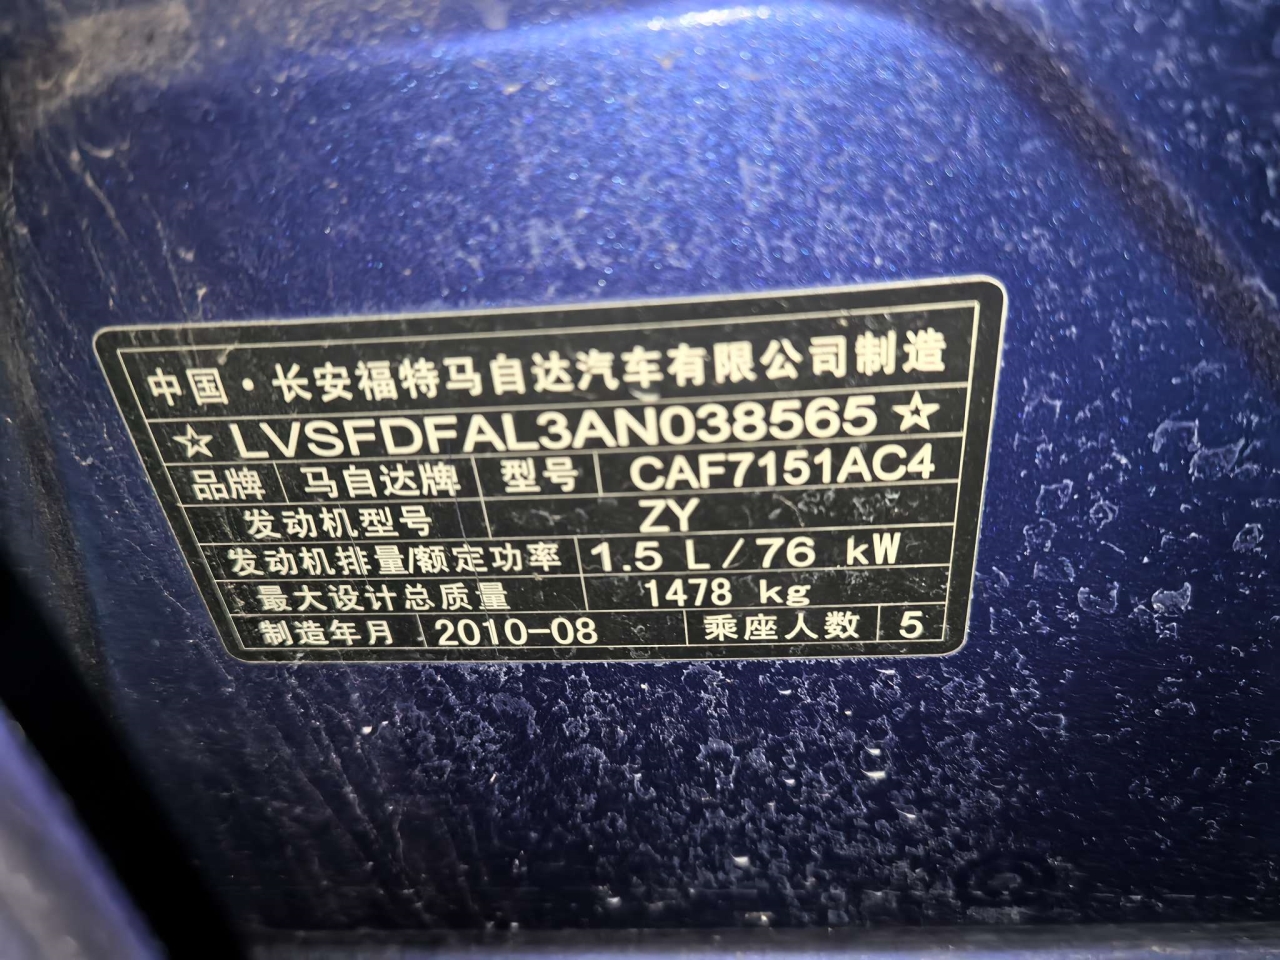 中国·长安福特马自达汽车有限公司制造
☆LVSFDFAL3AN038565☆
品牌 马自达牌 型号 CAF7151AC4
发动机型号 ZY
发动机排量/额定功率 1.5 L/76 kW
最大设计总质量 1478 kg
制造年月 2010-08 乘座人数 5